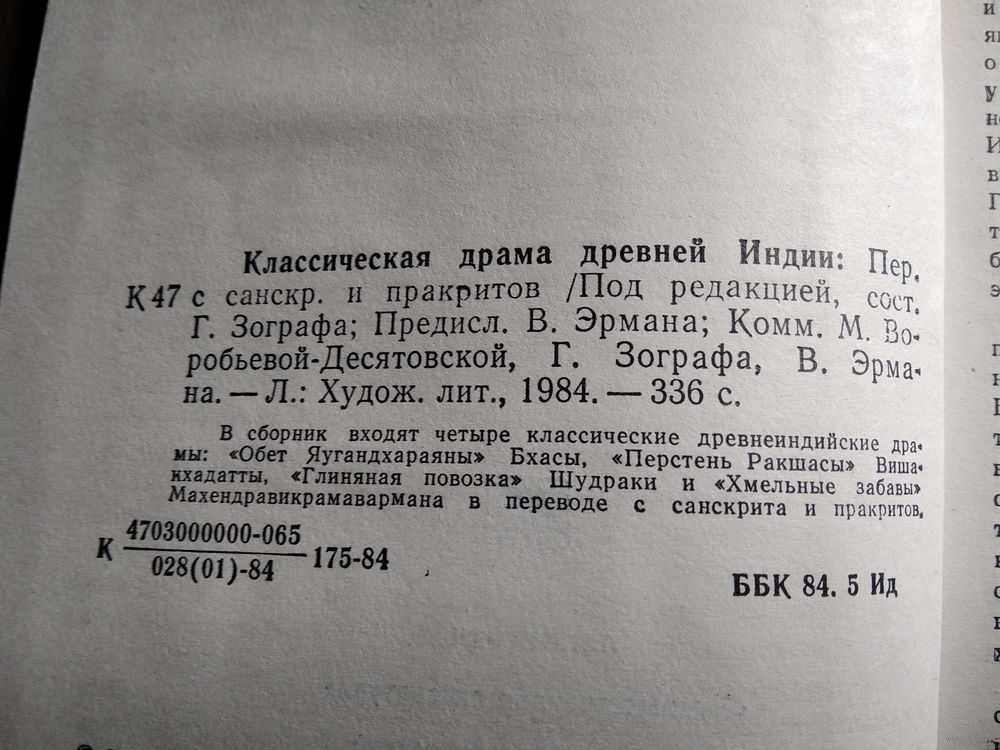 Классическая драма древней Индии: Пер.
К 47 с санскр. и пракритов /Под редакцией, сост.
Г. Зографа; Предисл. В. Эрмана; Комм. М. Во-
робьевой-Десятовской, Г. Зографа, В. Эрма-
на. — Л.: Худож. лит., 1984. — 336 с.
В сборник входят четыре классические древнеиндийские дра-
мы: «Обет Яугандхараяны» Бхасы, «Перстень Ракшасы» Виша-
кхадатты, «Глиняная повозка» Шудраки и «Хмельные забавы»
Махендравикрамавармана в переводе с санскрита и пракритов.
К 4703000000-065
028(01)-84 175-84
ББК 84. 5 Ид